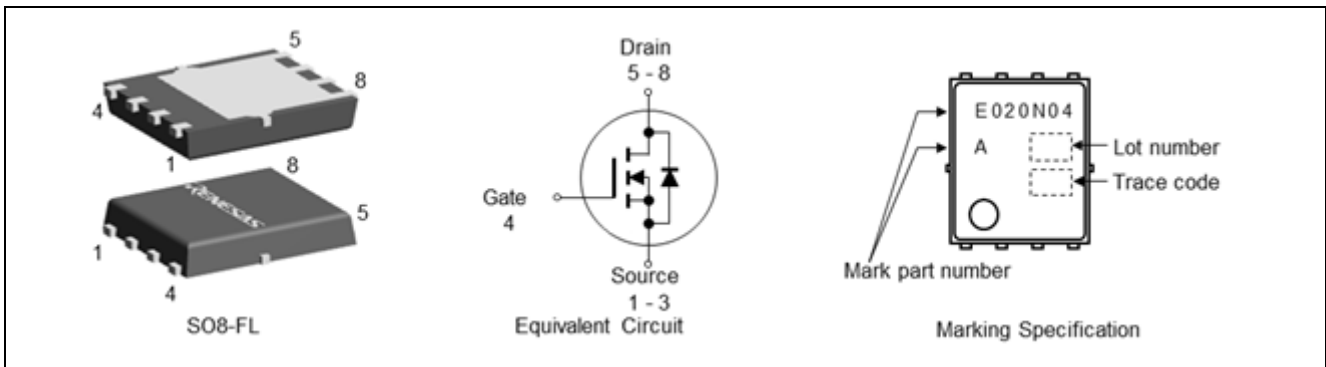 5
8
4
1
8
RENESAS
5
1
4
SO8-FL
Drain
5 - 8
Gate
4
Source
1 - 3
Equivalent Circuit
E020N04
A
Lot number
Trace code
Mark part number
Marking Specification